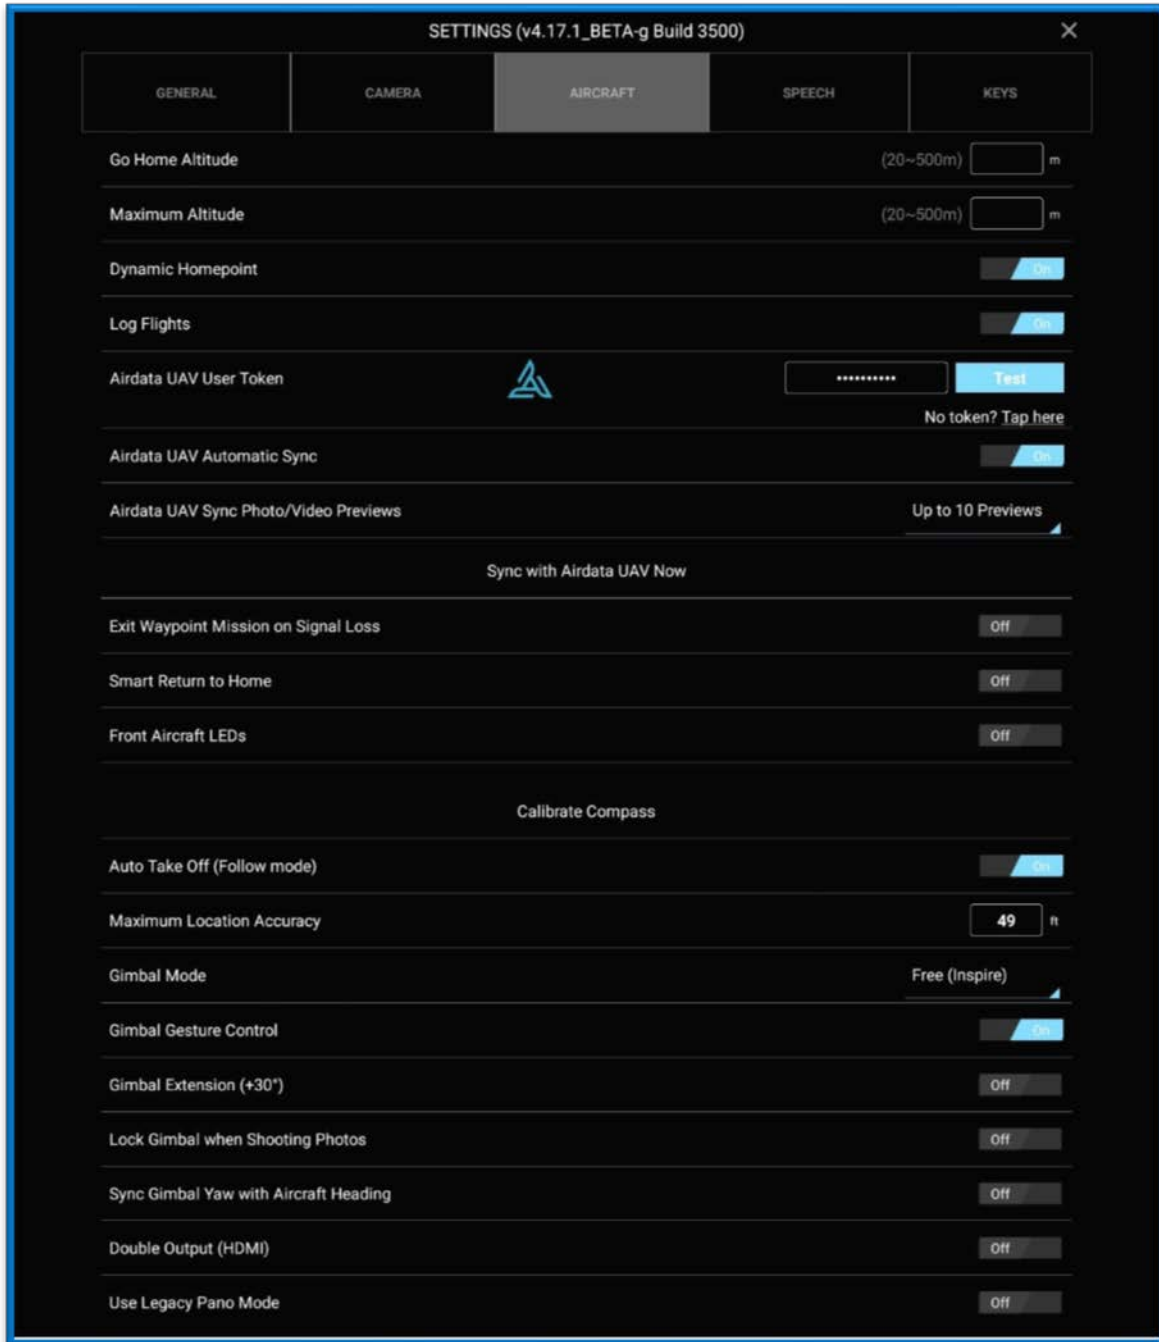 SETTINGS (v4.17.1_BETA-g Build 3500) ✕
GENERAL CAMERA AIRCRAFT SPEECH KEYS
Go Home Altitude (20~500m) m
Maximum Altitude (20~500m) m
Dynamic Homepoint On
Log Flights On
Airdata UAV User Token •••••••••• Test
No token? Tap here
Airdata UAV Automatic Sync On
Airdata UAV Sync Photo/Video Previews Up to 10 Previews
Sync with Airdata UAV Now
Exit Waypoint Mission on Signal Loss Off
Smart Return to Home Off
Front Aircraft LEDs Off
Calibrate Compass
Auto Take Off (Follow mode) On
Maximum Location Accuracy 49 ft
Gimbal Mode Free (Inspire)
Gimbal Gesture Control On
Gimbal Extension (+30°) Off
Lock Gimbal when Shooting Photos Off
Sync Gimbal Yaw with Aircraft Heading Off
Double Output (HDMI) Off
Use Legacy Pano Mode Off